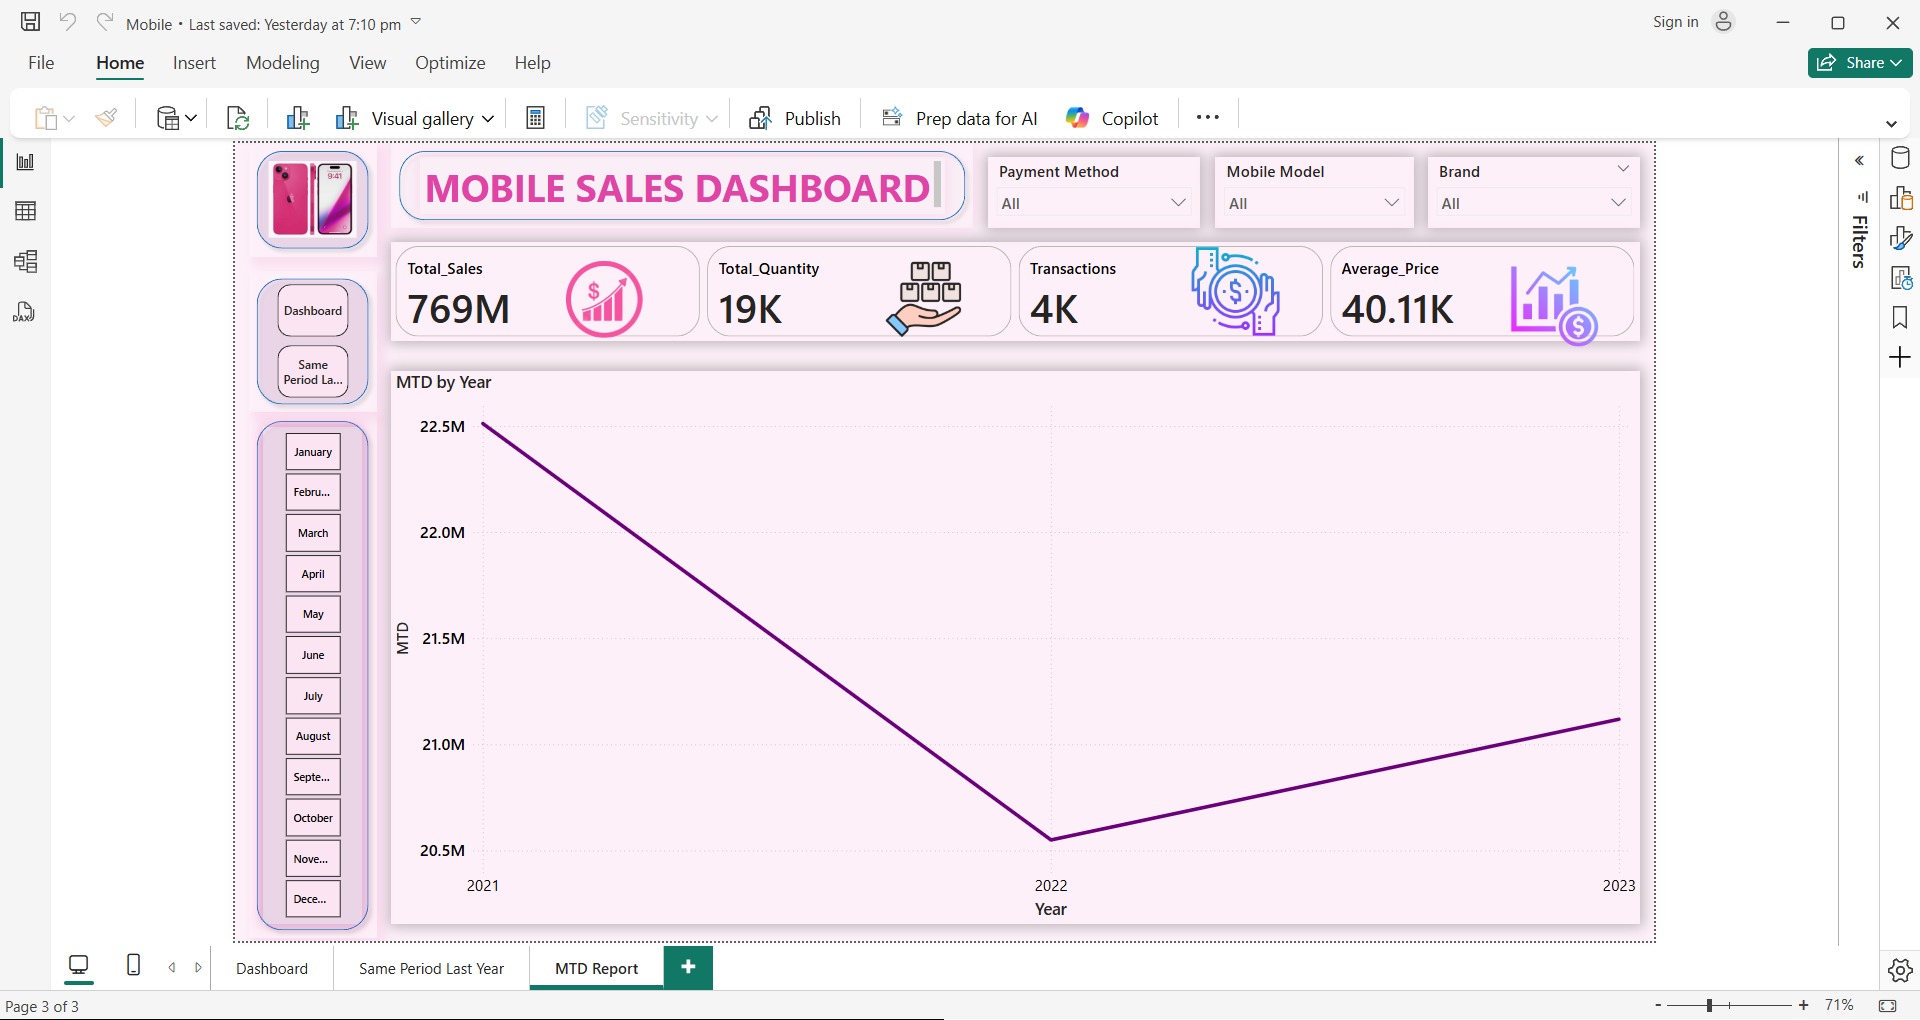 Mobile • Last saved: Yesterday at 7:10 pm
Sign in
File Home Insert Modeling View Optimize Help
Share
Visual gallery
Sensitivity
Publish
Prep data for AI
Copilot
9:41
MOBILE SALES DASHBOARD
Payment Method
All
Mobile Model
All
Brand
All
Filters
Total_Sales
769M
Total_Quantity
19K
Transactions
4K
Average_Price
40.11K
Dashboard
Same
Period La...
January
Febru...
March
April
May
June
July
August
Septe...
October
Nove...
Dece...
MTD by Year
MTD
22.5M
22.0M
21.5M
21.0M
20.5M
2021 2022 2023
Year
DAX
Dashboard
Same Period Last Year
MTD Report
Page 3 of 3
- + 71%